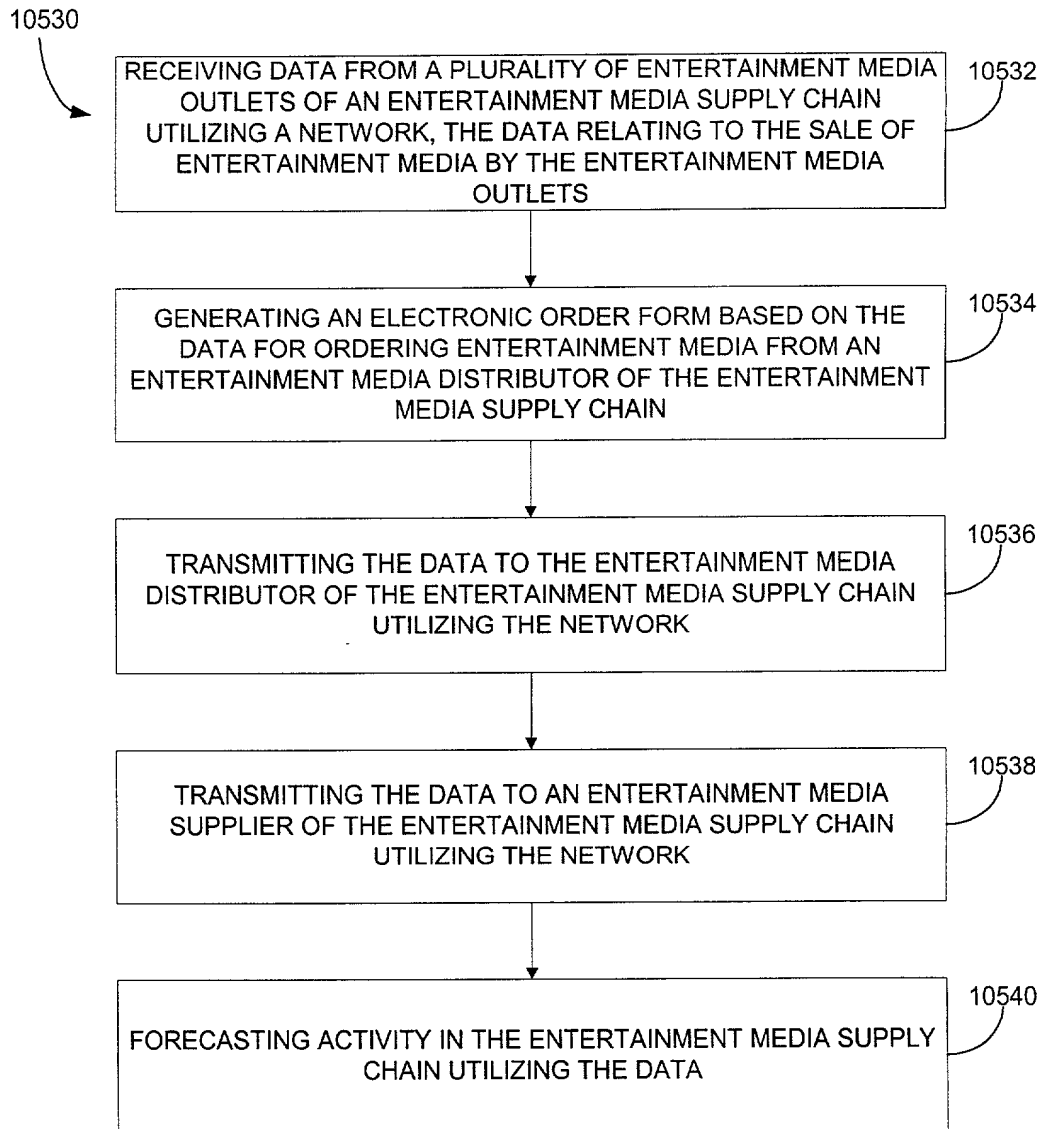 10530
RECEIVING DATA FROM A PLURALITY OF ENTERTAINMENT MEDIA
OUTLETS OF AN ENTERTAINMENT MEDIA SUPPLY CHAIN
UTILIZING A NETWORK, THE DATA RELATING TO THE SALE OF
ENTERTAINMENT MEDIA BY THE ENTERTAINMENT MEDIA
OUTLETS
10532
GENERATING AN ELECTRONIC ORDER FORM BASED ON THE
DATA FOR ORDERING ENTERTAINMENT MEDIA FROM AN
ENTERTAINMENT MEDIA DISTRIBUTOR OF THE ENTERTAINMENT
MEDIA SUPPLY CHAIN
10534
TRANSMITTING THE DATA TO THE ENTERTAINMENT MEDIA
DISTRIBUTOR OF THE ENTERTAINMENT MEDIA SUPPLY CHAIN
UTILIZING THE NETWORK
10536
TRANSMITTING THE DATA TO AN ENTERTAINMENT MEDIA
SUPPLIER OF THE ENTERTAINMENT MEDIA SUPPLY CHAIN
UTILIZING THE NETWORK
10538
FORECASTING ACTIVITY IN THE ENTERTAINMENT MEDIA SUPPLY
CHAIN UTILIZING THE DATA
10540